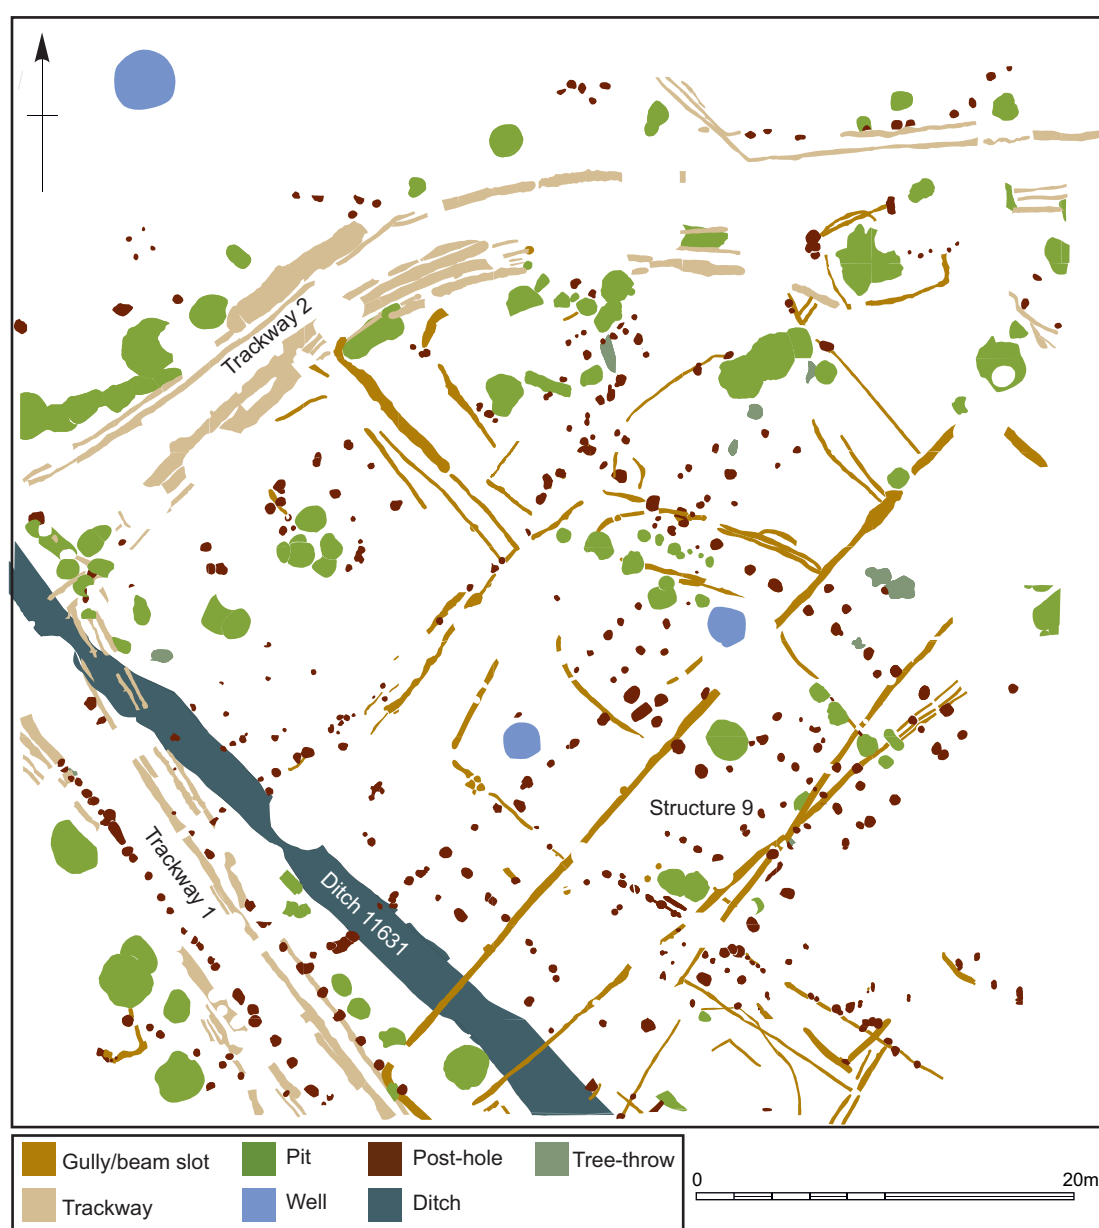 Trackway 2
Structure 9
Trackway 1
Ditch 11631
Gully/beam slot
Pit
Post-hole
Tree-throw
Trackway
Well
Ditch
0
20m